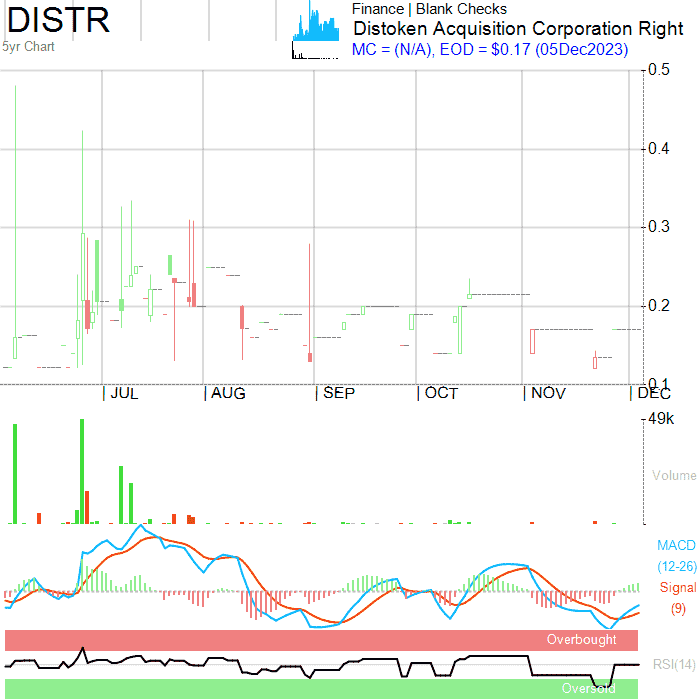 DISTR
5yr Chart
Finance | Blank Checks
Distoken Acquisition Corporation Right
MC = (N/A), EOD = $0.17 (05Dec2023)
0.5
0.4
0.3
0.2
0.1
| JUL | AUG | SEP | OCT | NOV | DEC
49k
Volume
MACD
(12-26)
Signal
(9)
Overbought
RSI(14)
Oversold